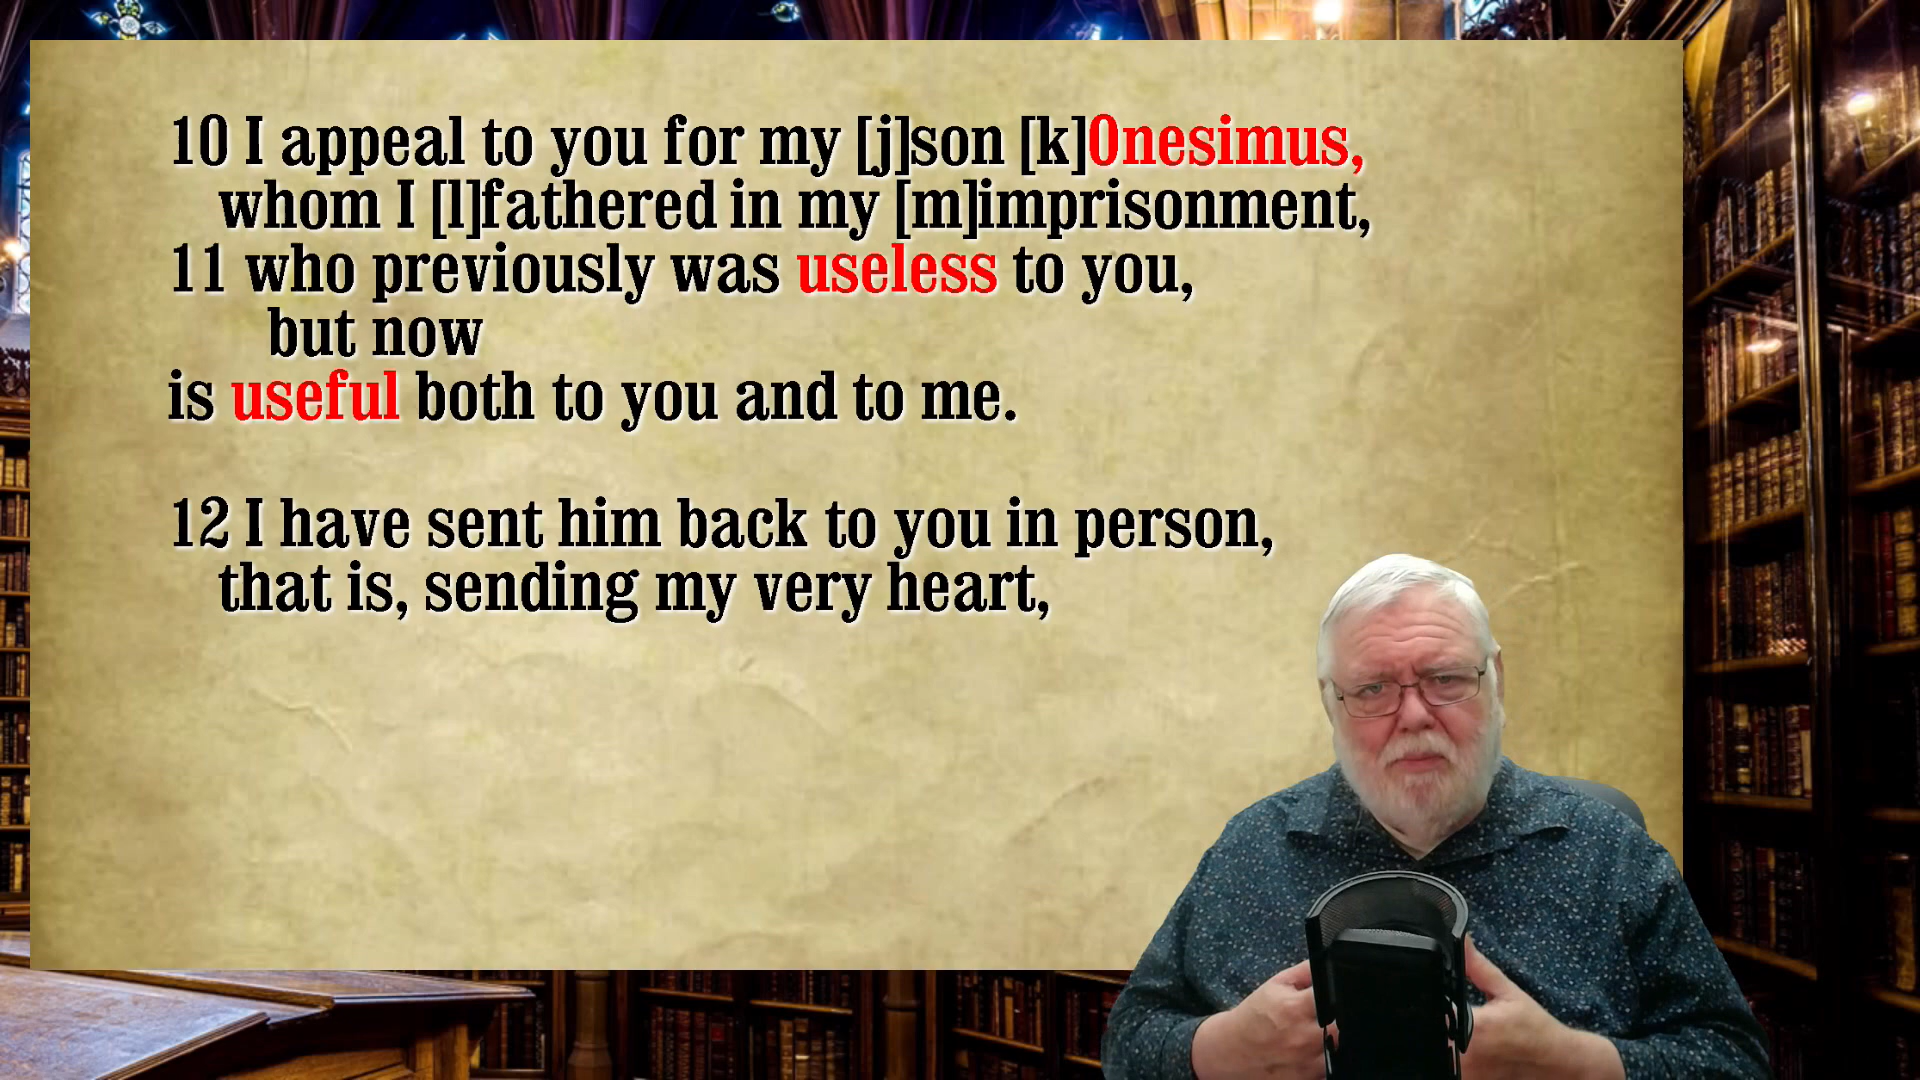 10 I appeal to you for my [j]son [k]Onesimus,
whom I [l]fathered in my [m]imprisonment,
11 who previously was useless to you,
but now
is useful both to you and to me.
12 I have sent him back to you in person,
that is, sending my very heart,